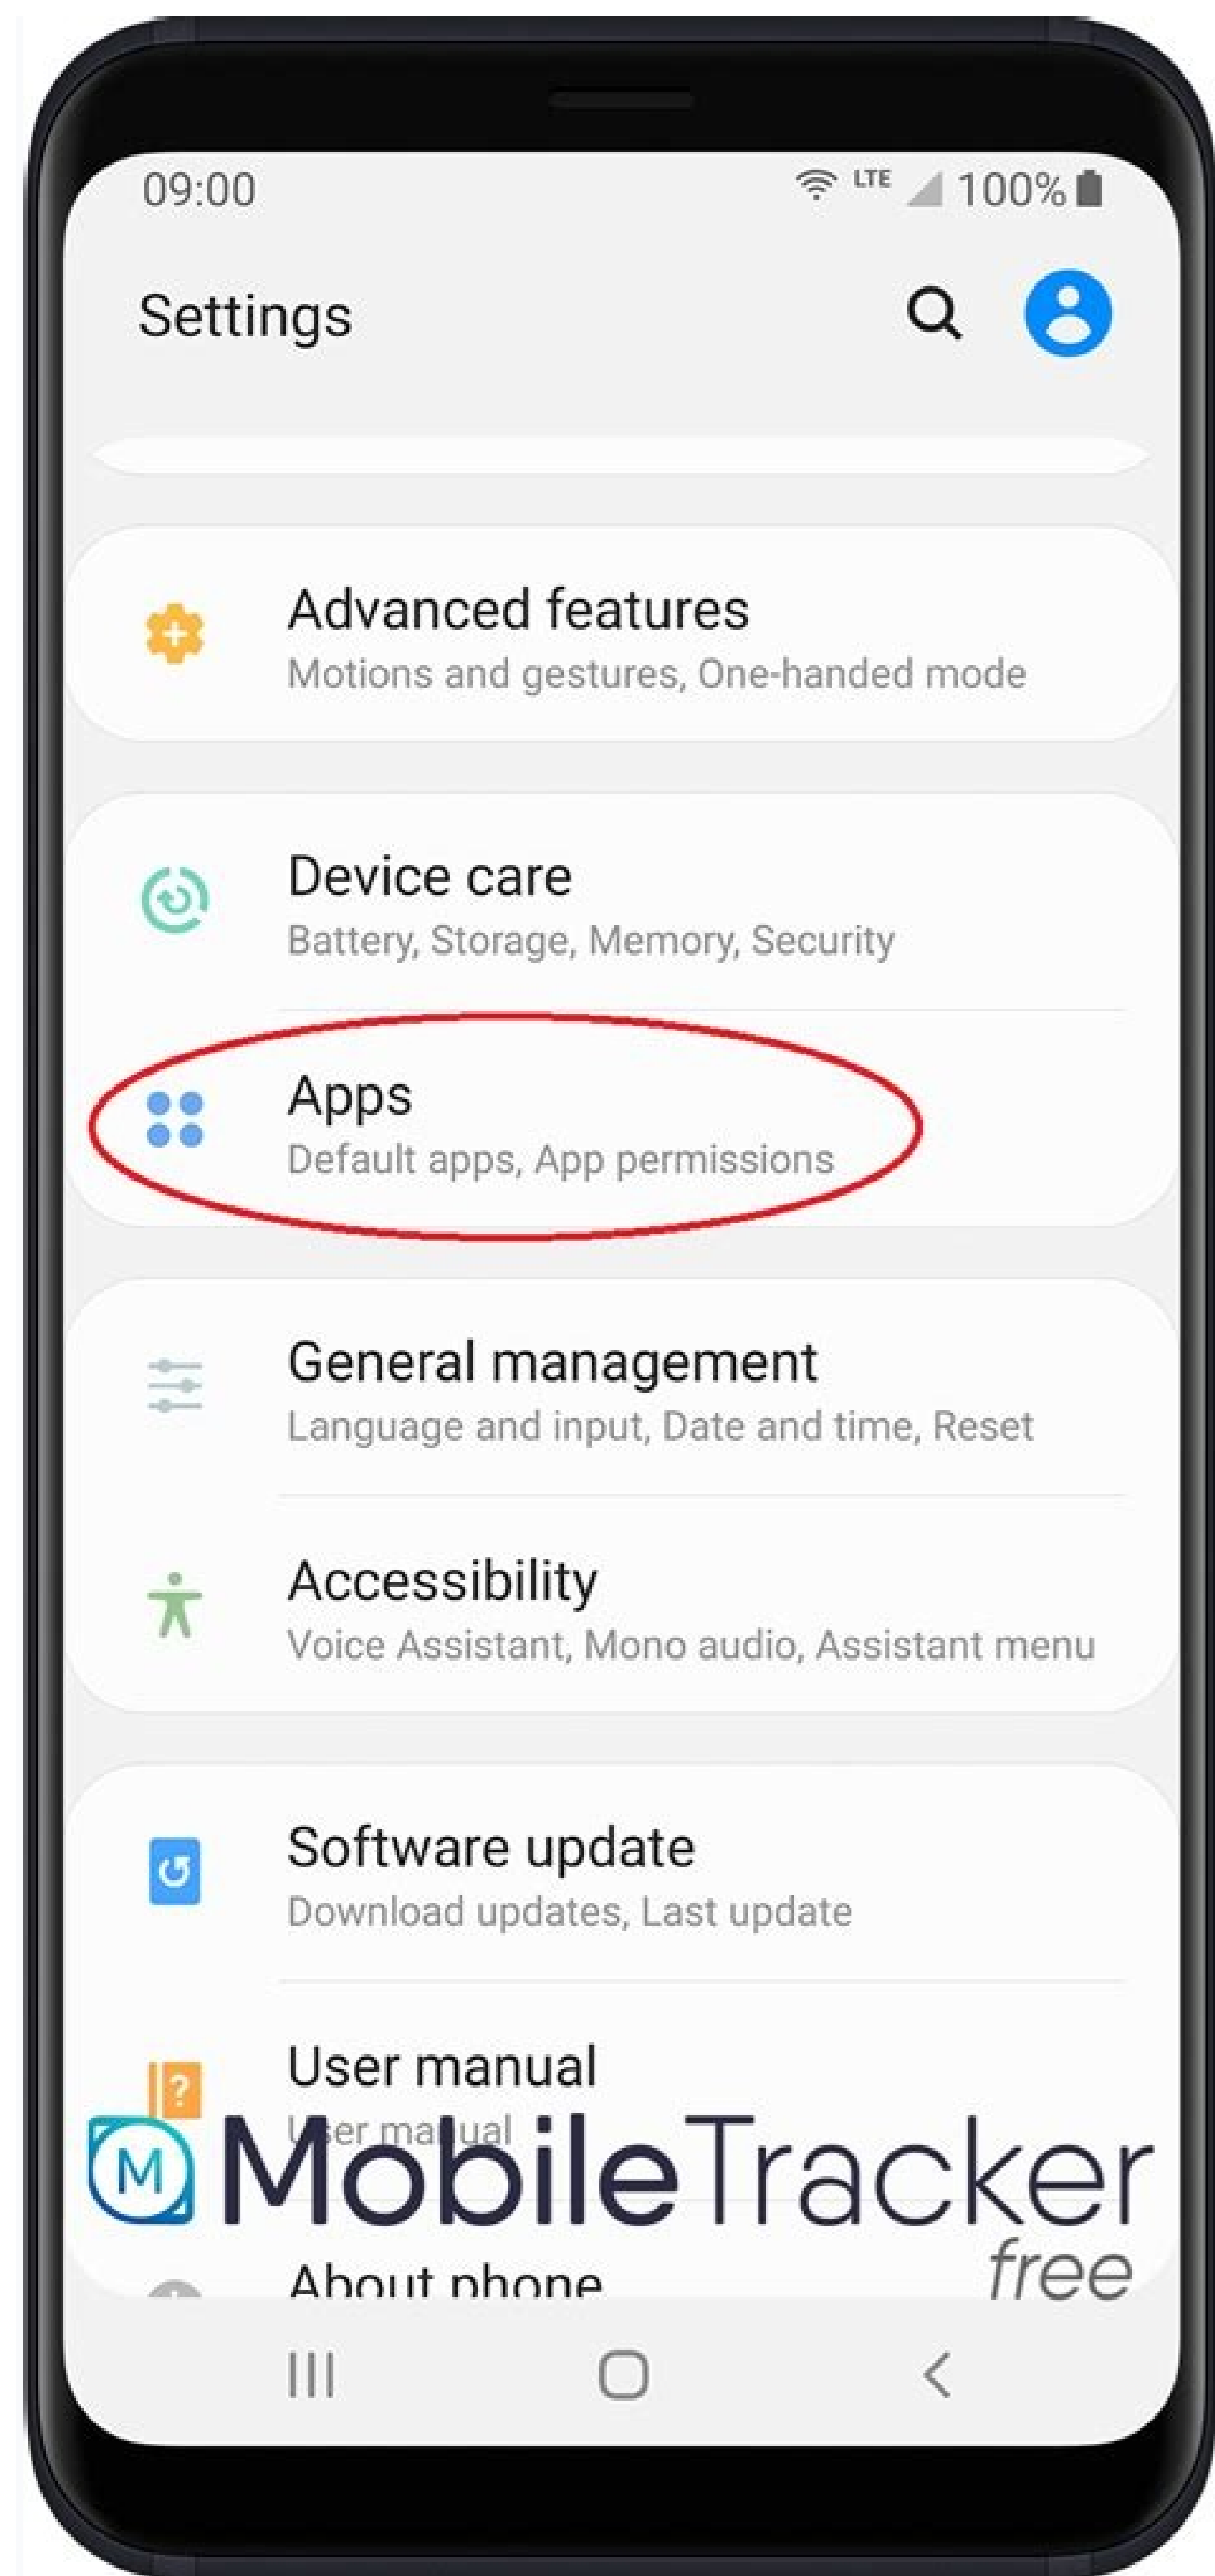 09:00 LTE 100%
Settings
Advanced features
Motions and gestures, One-handed mode
Device care
Battery, Storage, Memory, Security
Apps
Default apps, App permissions
General management
Language and input, Date and time, Reset
Accessibility
Voice Assistant, Mono audio, Assistant menu
Software update
Download updates, Last update
User manual
User manual
M MobileTracker
free
About phone